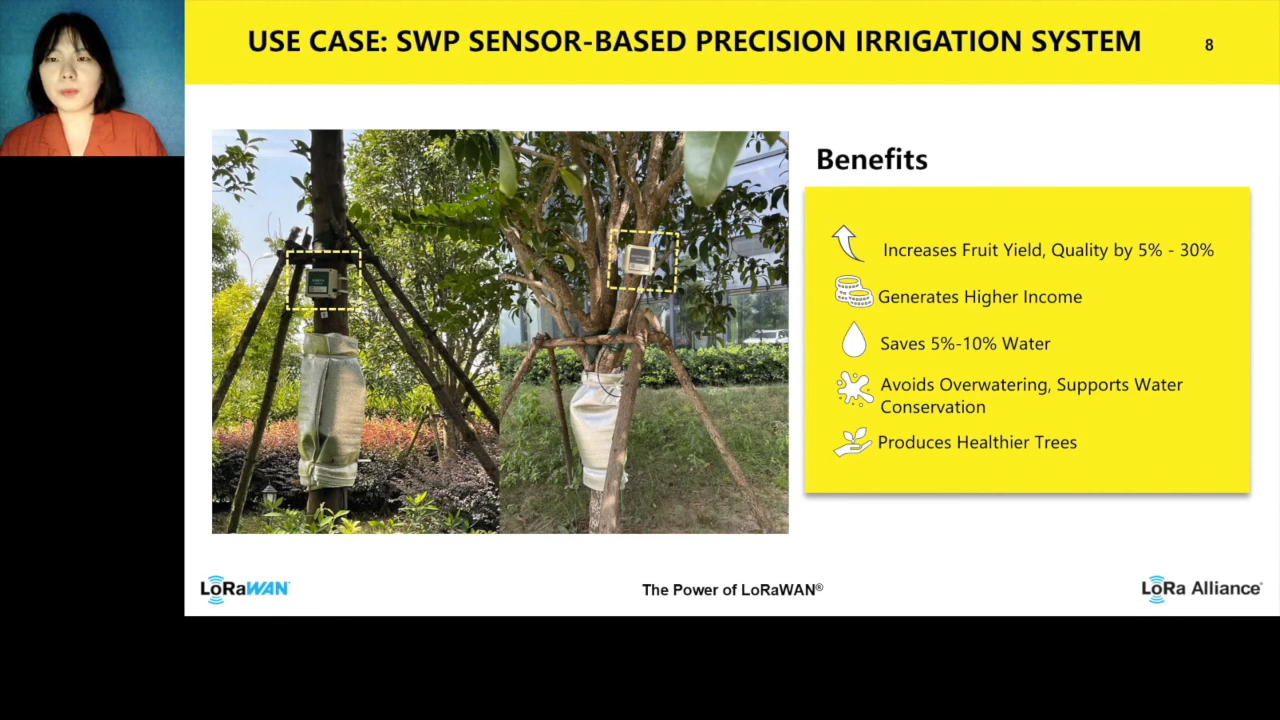 USE CASE: SWP SENSOR-BASED PRECISION IRRIGATION SYSTEM
8
Benefits
Increases Fruit Yield, Quality by 5% - 30%
Generates Higher Income
Saves 5%-10% Water
Avoids Overwatering, Supports Water
Conservation
Produces Healthier Trees
LoRaWAN
The Power of LoRaWAN®
LoRa Alliance®